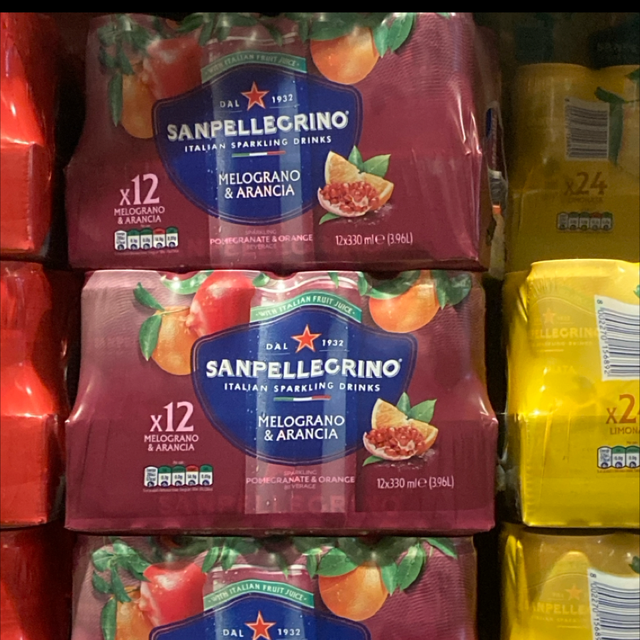 WITH ITALIAN FRUIT JUICE
DAL 1932
SANPELLEGRINO
ITALIAN SPARKLING DRINKS
MELOGRANO
& ARANCIA
x12
MELOGRANO
& ARANCIA
SPARKLING
POMEGRANATE & ORANGE
BEVERAGE
12x330 ml e (3.96L)
x24
WITH ITALIAN FRUIT JUICE
DAL 1932
SANPELLEGRINO
ITALIAN SPARKLING DRINKS
MELOGRANO
& ARANCIA
x12
MELOGRANO
& ARANCIA
SPARKLING
POMEGRANATE & ORANGE
BEVERAGE
12x330 ml e (3.96L)
x2
LIMONA
WITH ITALIAN FRUIT JUICE
DAL 1932